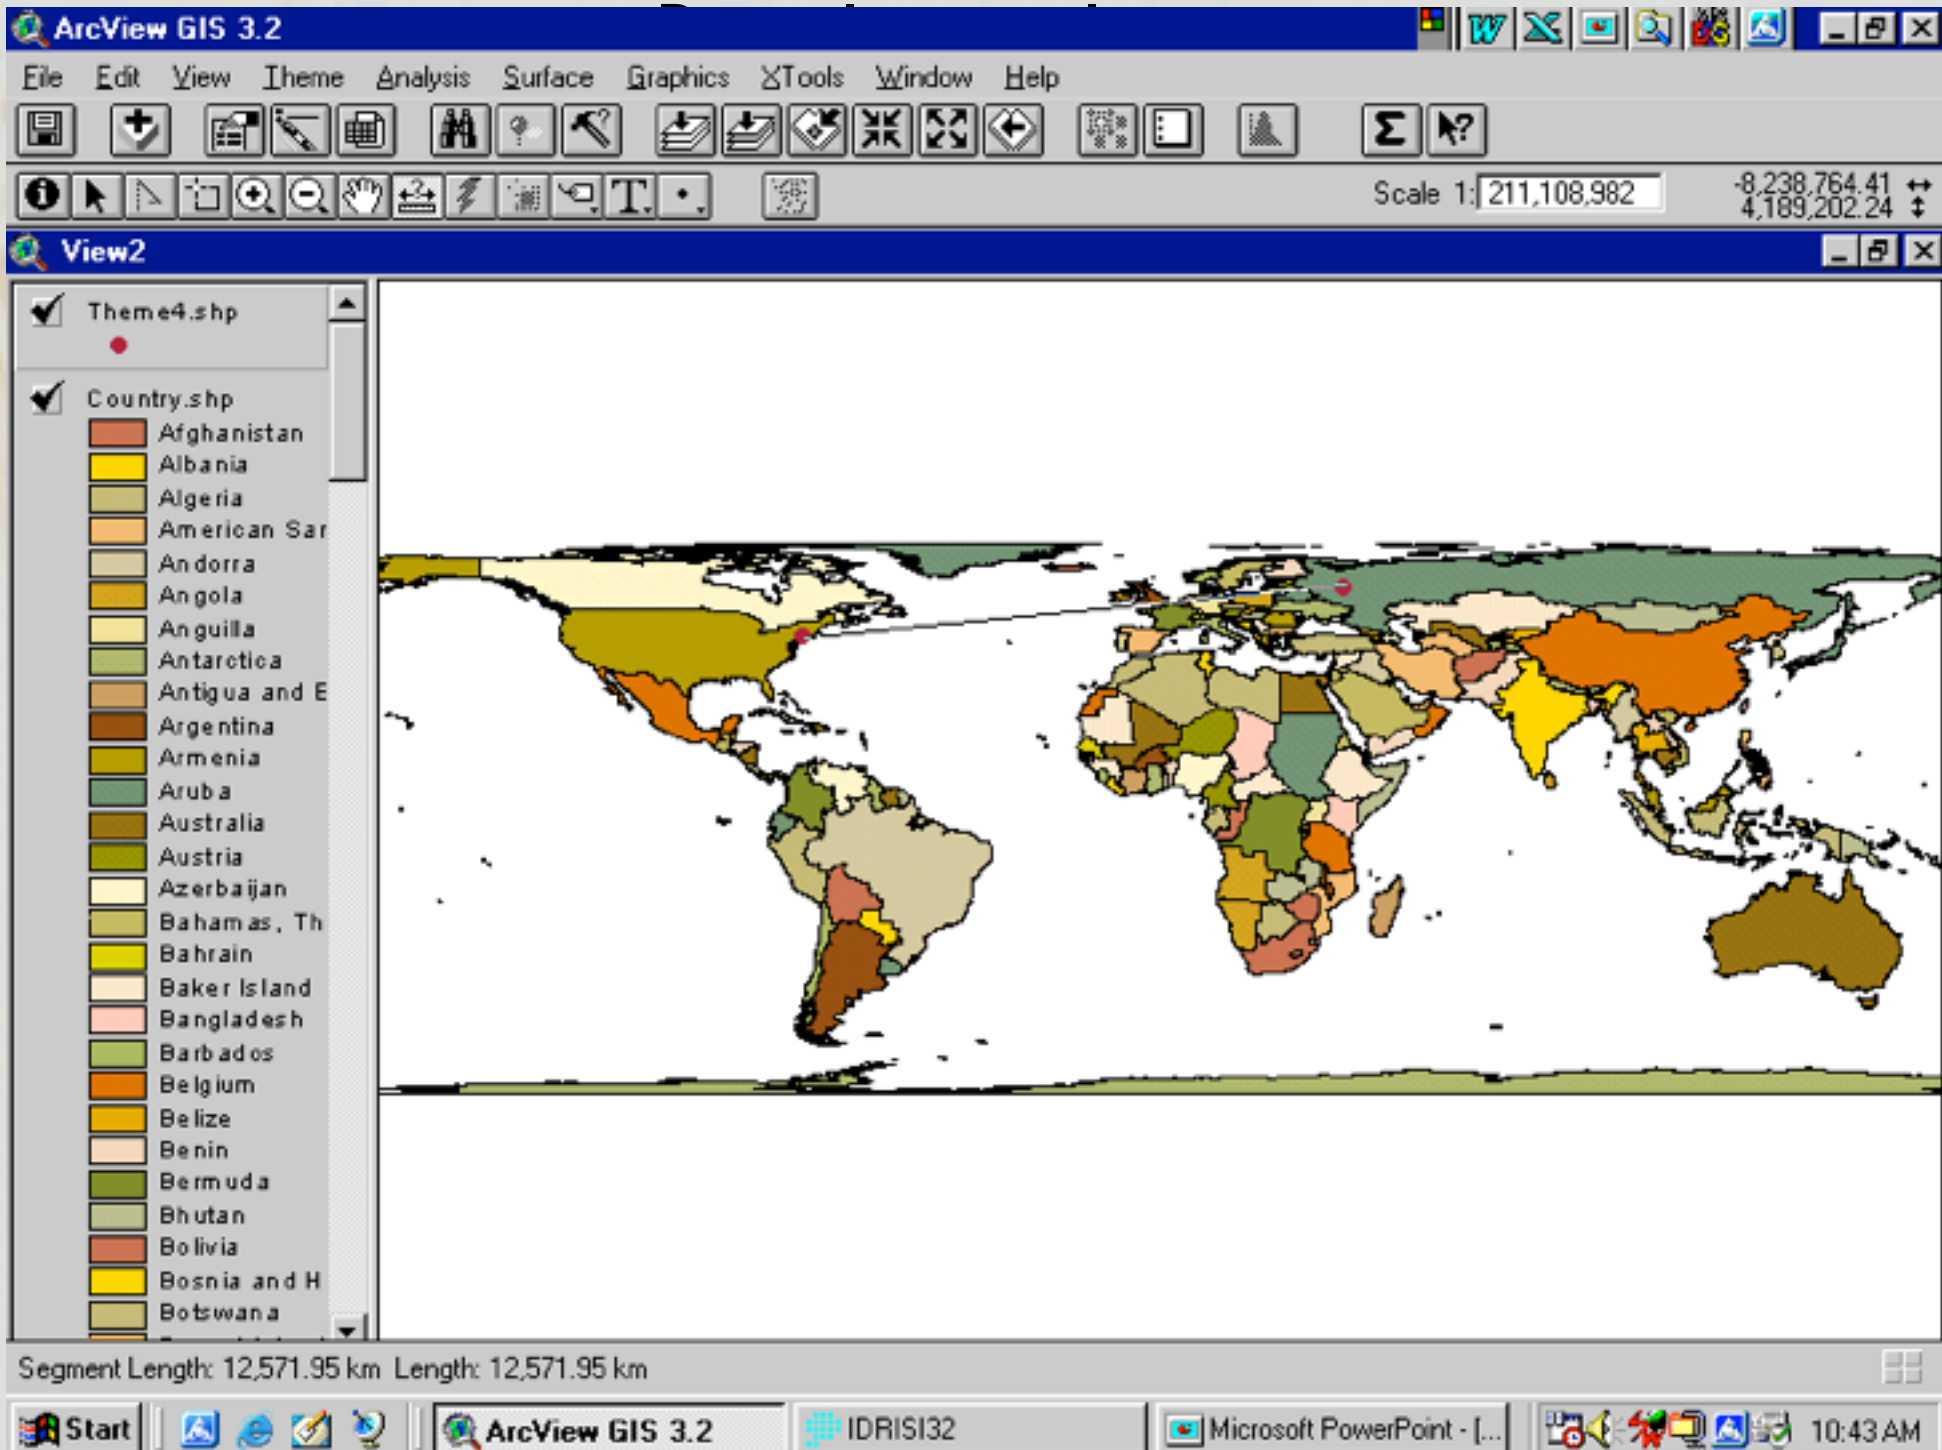 ArcView GIS 3.2
File Edit View Theme Analysis Surface Graphics XTools Window Help
Scale 1: 211,108,982
-8,238,764.41
4,189,202.24
View2
Theme4.shp
Country.shp
Afghanistan
Albania
Algeria
American Sar
Andorra
Angola
Anguilla
Antarctica
Antigua and E
Argentina
Armenia
Aruba
Australia
Austria
Azerbaijan
Bahamas, Th
Bahrain
Baker Island
Bangladesh
Barbados
Belgium
Belize
Benin
Bermuda
Bhutan
Bolivia
Bosnia and H
Botswana
Segment Length: 12,571.95 km Length: 12,571.95 km
Start ArcView GIS 3.2 IDRISI32 Microsoft PowerPoint - [... 10:43 AM